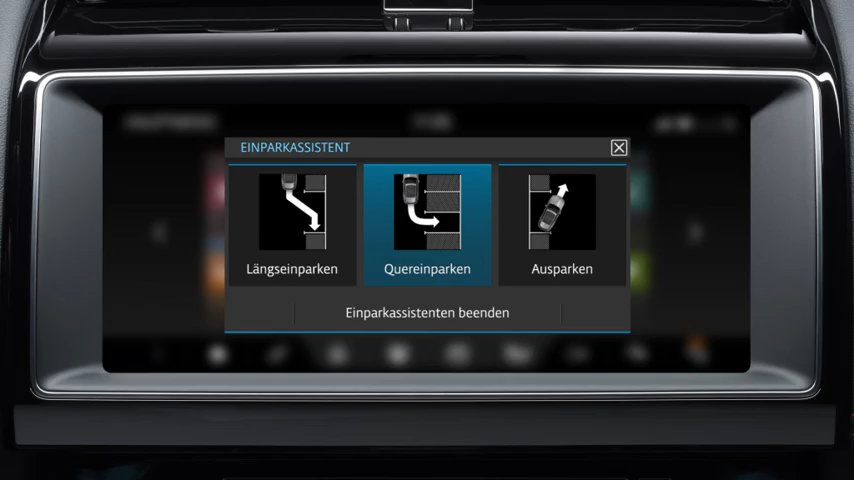 EINPARKASSISTENT
Längseinparken
Quereinparken
Ausparken
Einparkassistenten beenden